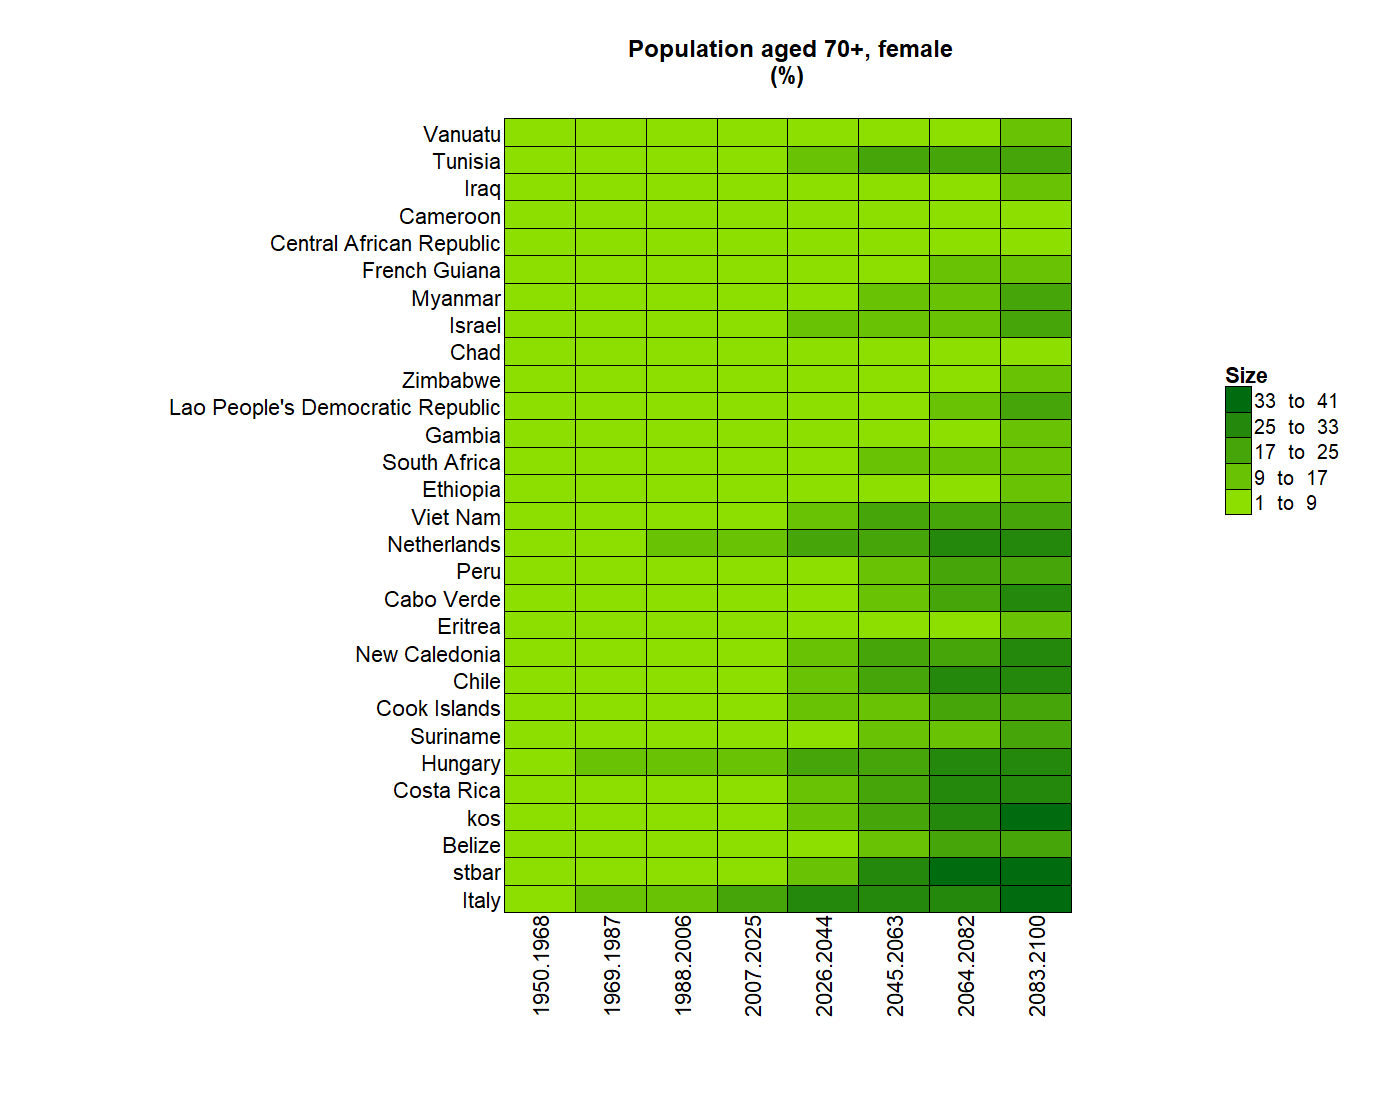 Population aged 70+, female
(%)
Vanuatu
Tunisia
Iraq
Cameroon
Central African Republic
French Guiana
Myanmar
Israel
Chad
Zimbabwe
Lao People's Democratic Republic
Gambia
South Africa
Ethiopia
Viet Nam
Netherlands
Peru
Cabo Verde
Eritrea
New Caledonia
Chile
Cook Islands
Suriname
Hungary
Costa Rica
kos
Belize
stbar
Italy
1950.1968
1969.1987
1988.2006
2007.2025
2026.2044
2045.2063
2064.2082
2083.2100
Size
33 to 41
25 to 33
17 to 25
9 to 17
1 to 9